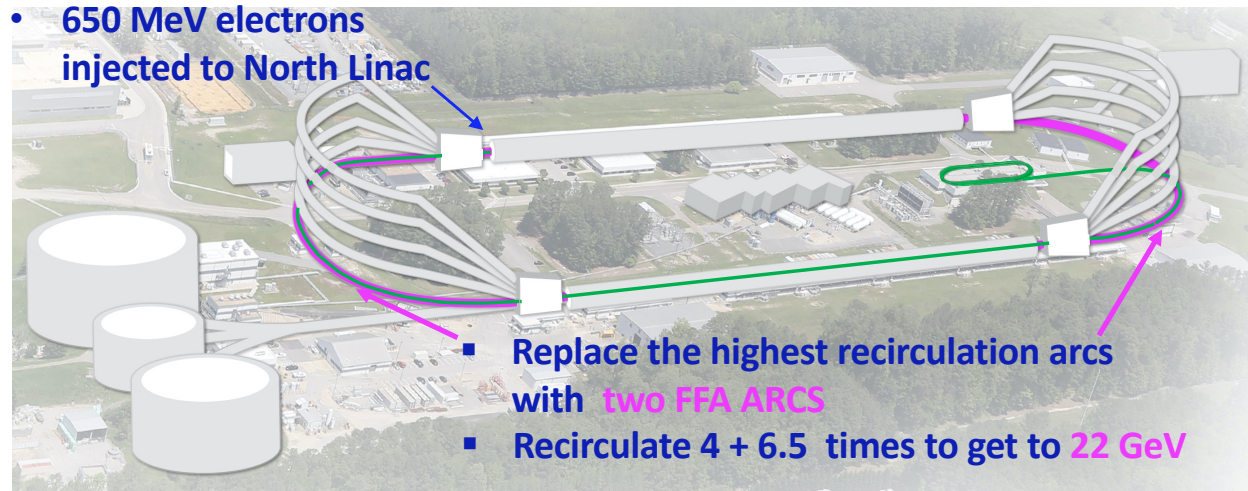 • 650 MeV electrons
injected to North Linac
▪ Replace the highest recirculation arcs
with two FFA ARCS
▪ Recirculate 4 + 6.5 times to get to 22 GeV